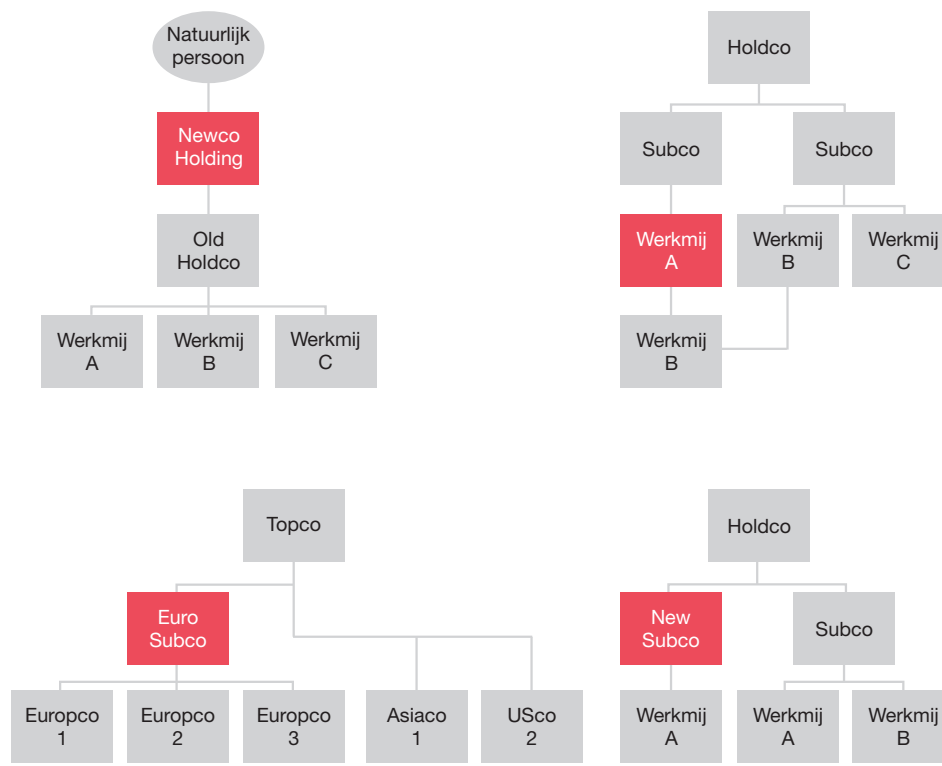 Natuurlijk
persoon
Newco
Holding
Old
Holdco
Werkmij
A
Werkmij
B
Werkmij
C
Holdco
Subco
Subco
Werkmij
A
Werkmij
B
Werkmij
C
Werkmij
B
Topco
Euro
Subco
Europco
1
Europco
2
Europco
3
Asiaco
1
USco
2
Holdco
New
Subco
Subco
Werkmij
A
Werkmij
A
Werkmij
B